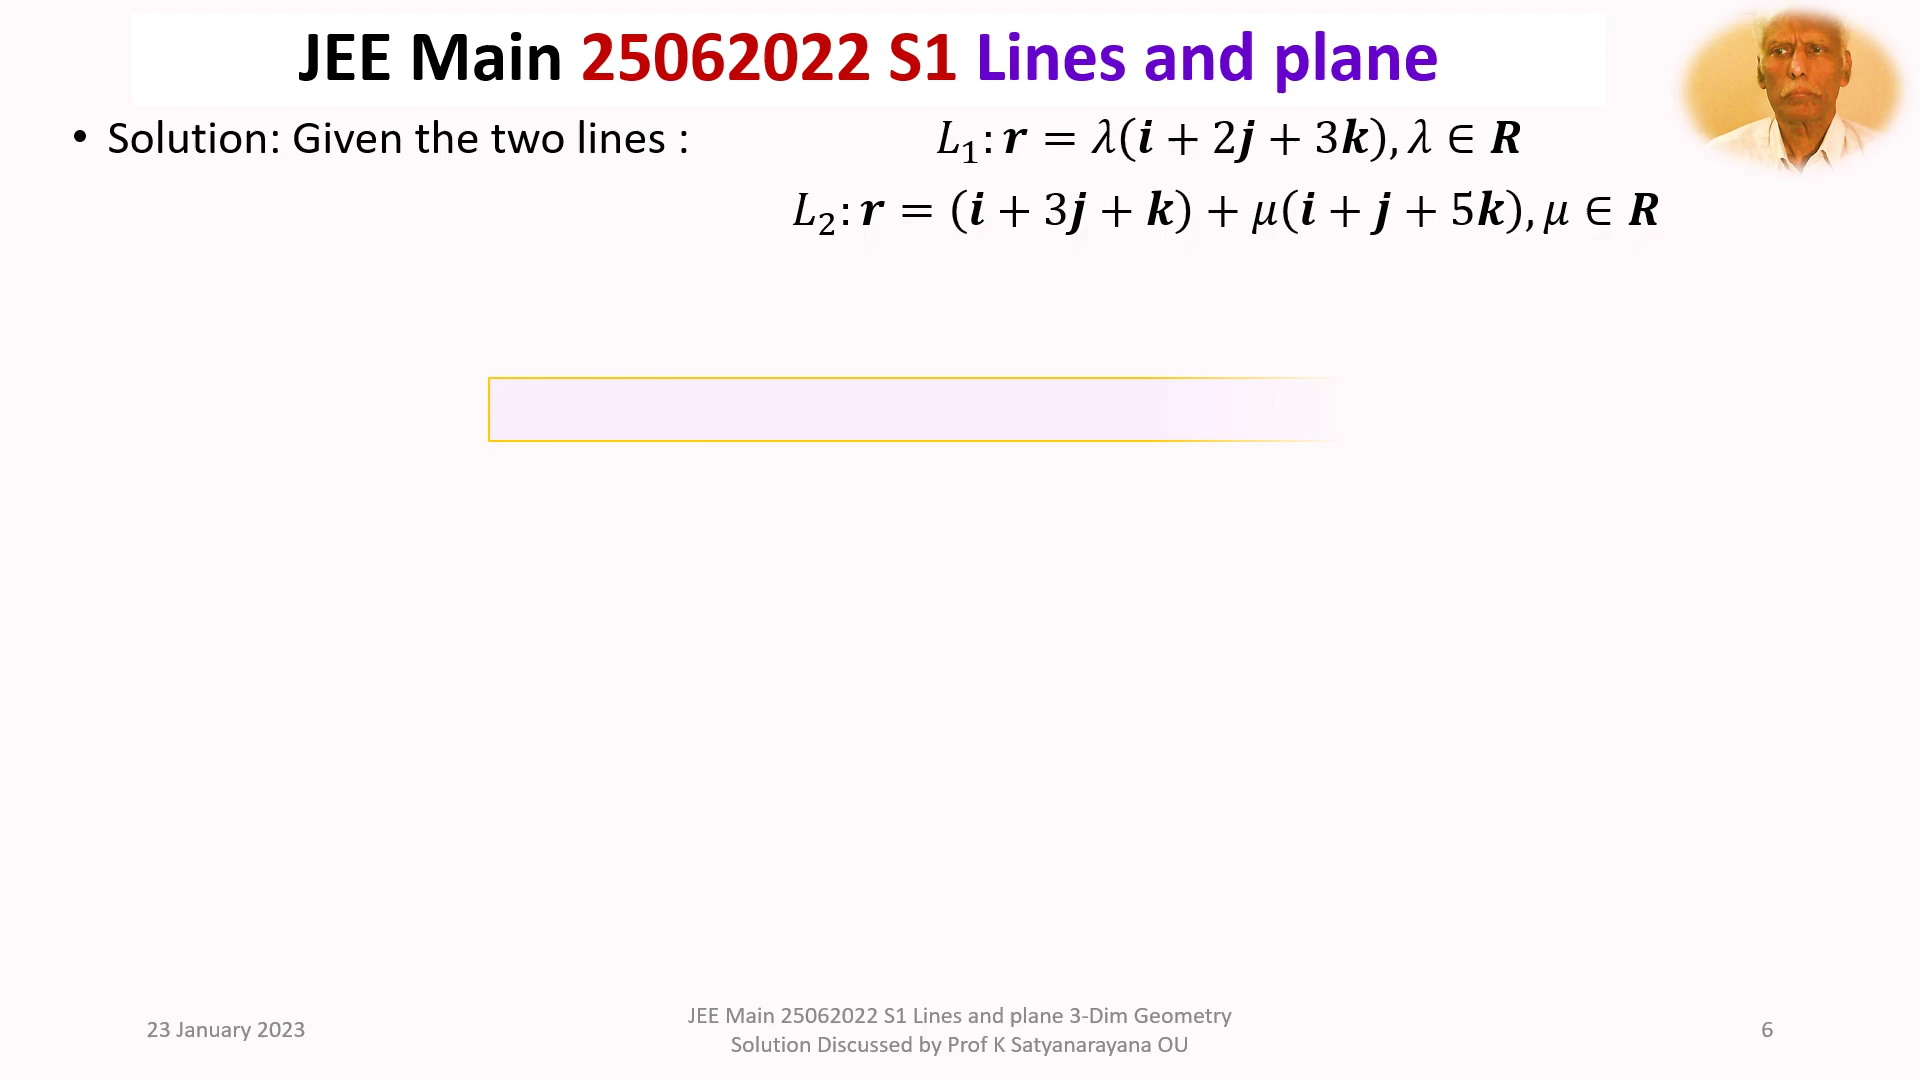 JEE Main 25062022 S1 Lines and plane
• Solution: Given the two lines : L₁: r = λ(i + 2j + 3k), λ ∈ R
L₂: r = (i + 3j + k) + μ(i + j + 5k), μ ∈ R
23 January 2023
JEE Main 25062022 S1 Lines and plane 3-Dim Geometry
Solution Discussed by Prof K Satyanarayana OU
6